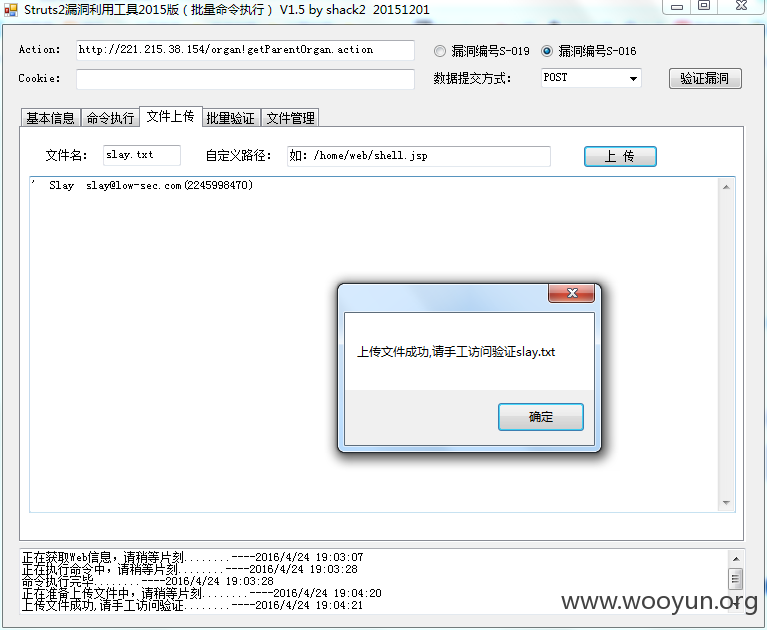 Struts2漏洞利用工具2015版（批量命令执行） V1.5 by shack2 20151201
Action: http://221.215.38.154/organ!getParentOrgan.action 漏洞编号S-019 漏洞编号S-016
Cookie: 数据提交方式: POST 验证漏洞
基本信息 命令执行 文件上传 批量验证 文件管理
文件名: slay.txt 自定义路径: 如: /home/web/shell.jsp 上 传
' Slay slay@low-sec.com(2245998470)
上传文件成功,请手工访问验证slay.txt
确定
正在获取Web信息，请稍等片刻........----2016/4/24 19:03:07
正在执行命令中，请稍等片刻........----2016/4/24 19:03:28
命令执行完毕........----2016/4/24 19:03:28
正在准备上传文件中，请稍等片刻........----2016/4/24 19:04:20
上传文件成功,请手工访问验证........----2016/4/24 19:04:21
www.wooyun.org